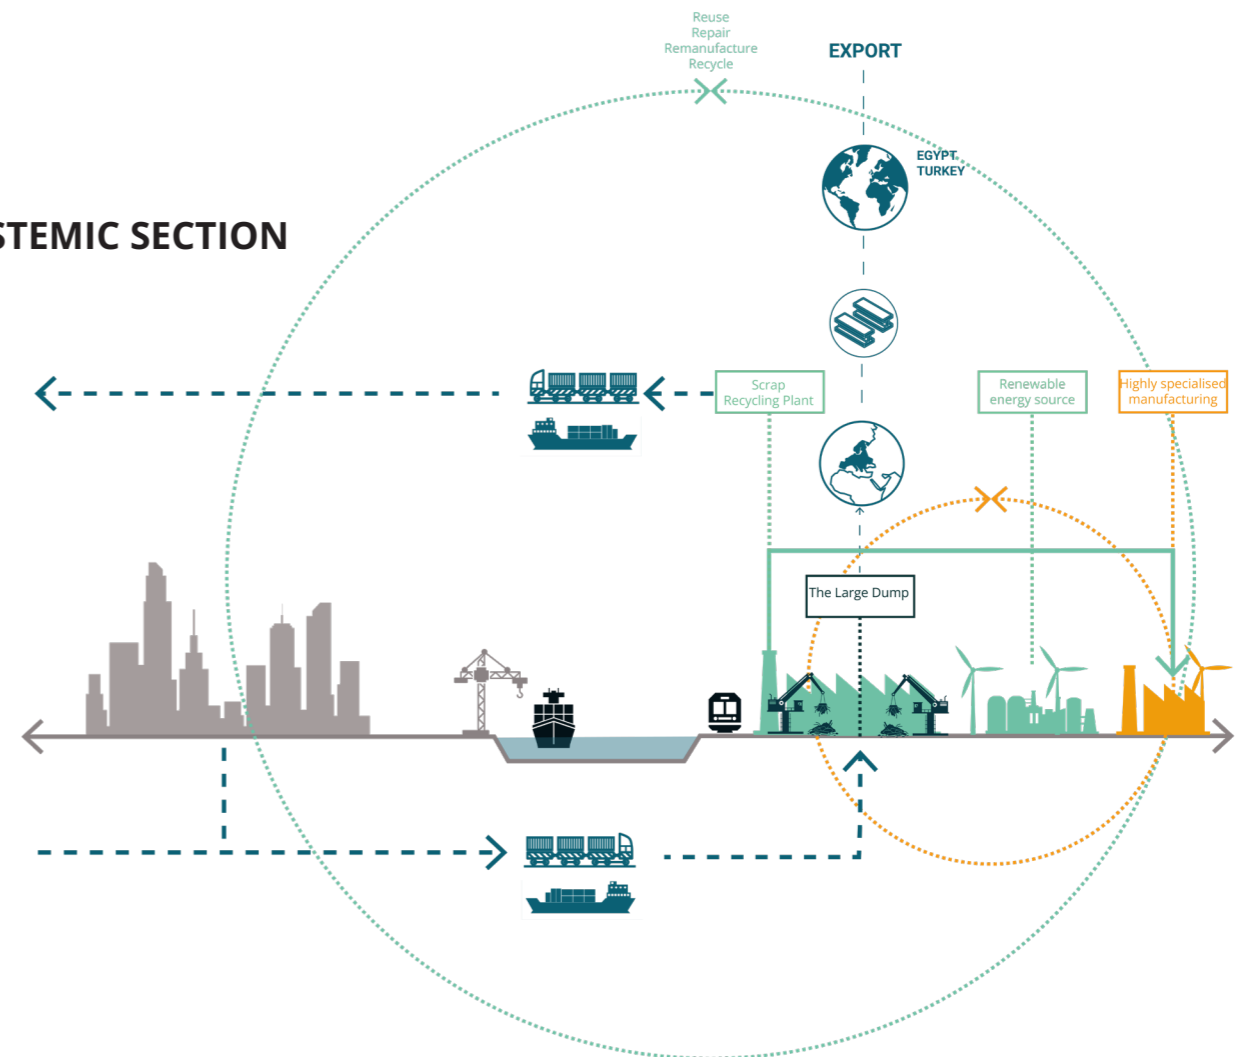 Reuse
Repair
Remanufacture
Recycle
EXPORT
EGYPT
TURKEY
STEMIC SECTION
Scrap
Recycling Plant
Renewable
energy source
Highly specialised
manufacturing
The Large Dump